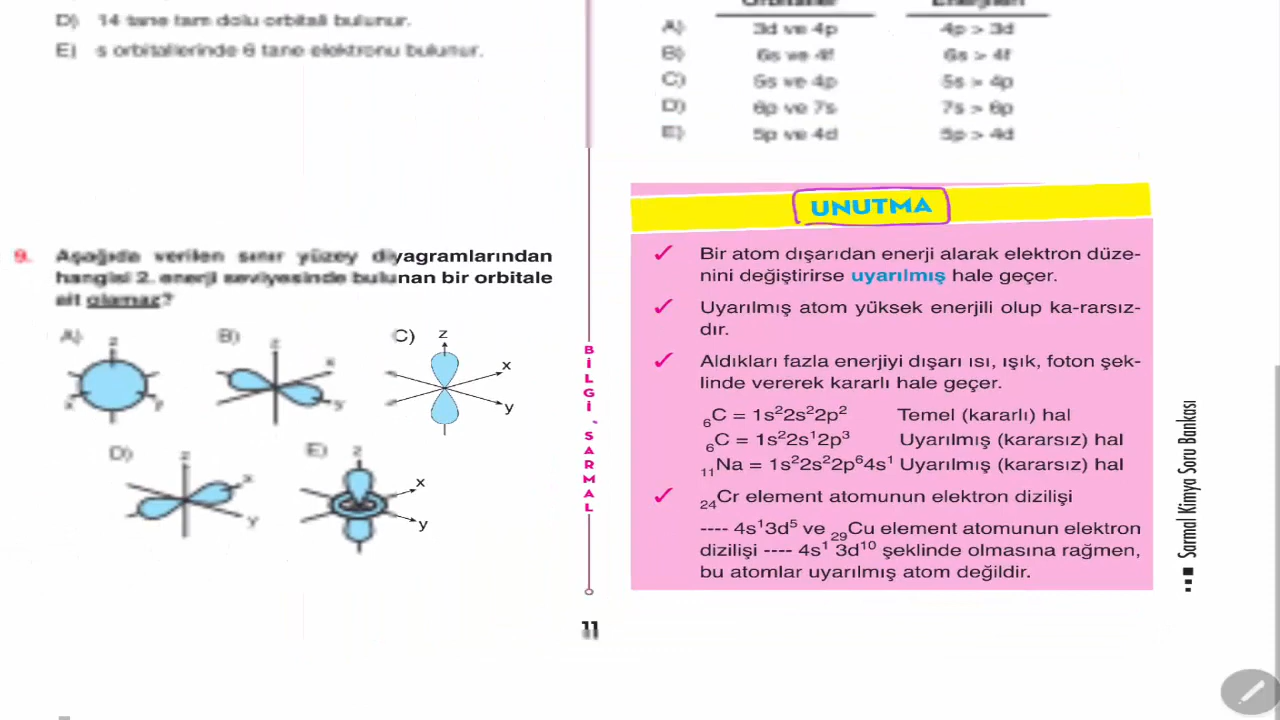 D) 14 tane tam dolu orbitali bulunur.
E) s orbitallerinde 6 tane elektronu bulunur.
9. Aşağıda verilen sınır yüzey diyagramlarından
hangisi 2. enerji seviyesinde bulunan bir orbitale
ait olamaz?
A) z x y
B) z x y
C) z x y
D) z x y
E) z x y
BİLGİ, SARMAL
11
Orbitaller Enerjileri
A) 3d ve 4p 4p > 3d
B) 6s ve 4f 6s > 4f
C) 5s ve 4p 5s > 4p
D) 6p ve 7s 7s > 6p
E) 5p ve 4d 5p > 4d
UNUTMA
✓ Bir atom dışarıdan enerji alarak elektron düze-
nini değiştirirse uyarılmış hale geçer.
✓ Uyarılmış atom yüksek enerjili olup ka-rarsız-
dır.
✓ Aldıkları fazla enerjiyi dışarı ısı, ışık, foton şek-
linde vererek kararlı hale geçer.
₆C = 1s²2s²2p² Temel (kararlı) hal
₆C = 1s²2s¹2p³ Uyarılmış (kararsız) hal
₁₁Na = 1s²2s²2p⁶4s¹ Uyarılmış (kararsız) hal
✓ ₂₄Cr element atomunun elektron dizilişi
---- 4s¹3d⁵ ve ₂₉Cu element atomunun elektron
dizilişi ---- 4s¹ 3d¹⁰ şeklinde olmasına rağmen,
bu atomlar uyarılmış atom değildir.
Sarmal Kimya Soru Bankası